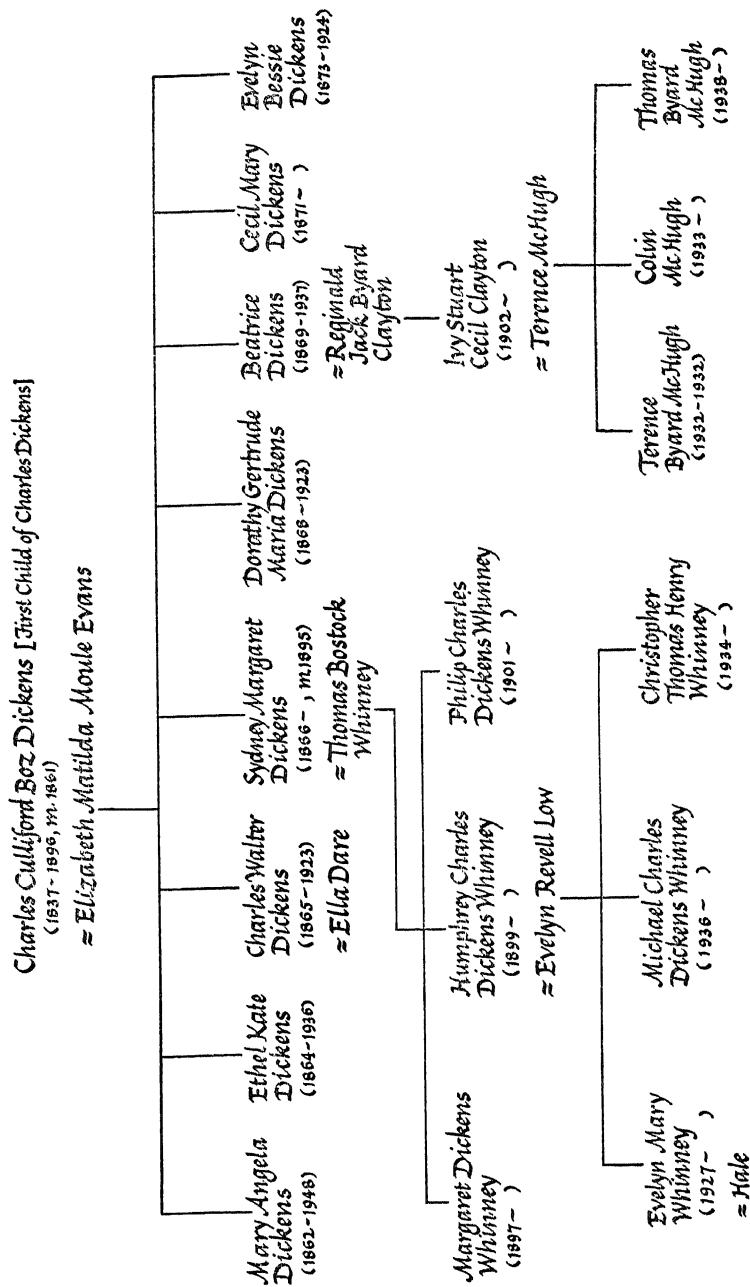 Charles Culliford Boz Dickens [First Child of Charles Dickens]
(1837-1896, m. 1861)
≈ Elizabeth Matilda Moule Evans
Mary Angela
Dickens
(1862-1948)
Ethel Kate
Dickens
(1864-1936)
Charles Walter
Dickens
(1865-1923)
≈ Ella Dare
Sydney Margaret
Dickens
(1866- , m. 1895)
≈ Thomas Bostock
Whinney
Dorathy Gertrude
Maria Dickens
(1868-1923)
Beatrice
Dickens
(1869-1937)
≈ Reginald
Jack Byard
Clayton
Cecil Mary
Dickens
(1871- )
Evelyn
Bessie
Dickens
(1873-1924)
Margaret Dickens
Whinney
(1897- )
Humphrey Charles
Dickens Whinney
(1899- )
≈ Evelyn Revell Low
Philip Charles
Dickens Whinney
(1901- )
Ivy Stuart
Cecil Clayton
(1902- )
≈ Terence McHugh
Evelyn Mary
Whinney
(1927- )
≈ Hale
Michael Charles
Dickens Whinney
(1936- )
Christopher
Thomas Henry
Whinney
(1934- )
Terence
Byard McHugh
(1932-1932)
Colin
McHugh
(1933- )
Thomas
Byard
McHugh
(1938- )